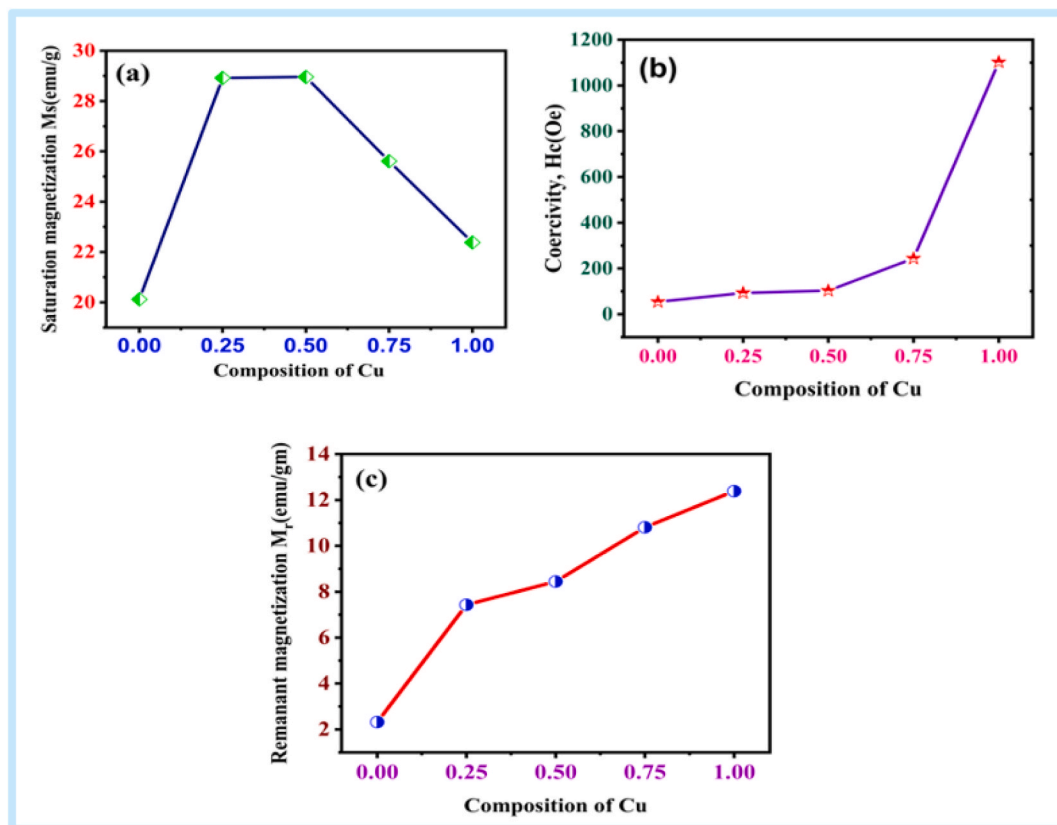 (a)
Saturation magnetization Ms(emu/g)
30
28
26
24
22
20
0.00 0.25 0.50 0.75 1.00
Composition of Cu
(b)
Coercivity, Hc(Oe)
1200
1000
800
600
400
200
0
0.00 0.25 0.50 0.75 1.00
Composition of Cu
(c)
Remanant magnetization Mr(emu/gm)
14
12
10
8
6
4
2
0.00 0.25 0.50 0.75 1.00
Composition of Cu